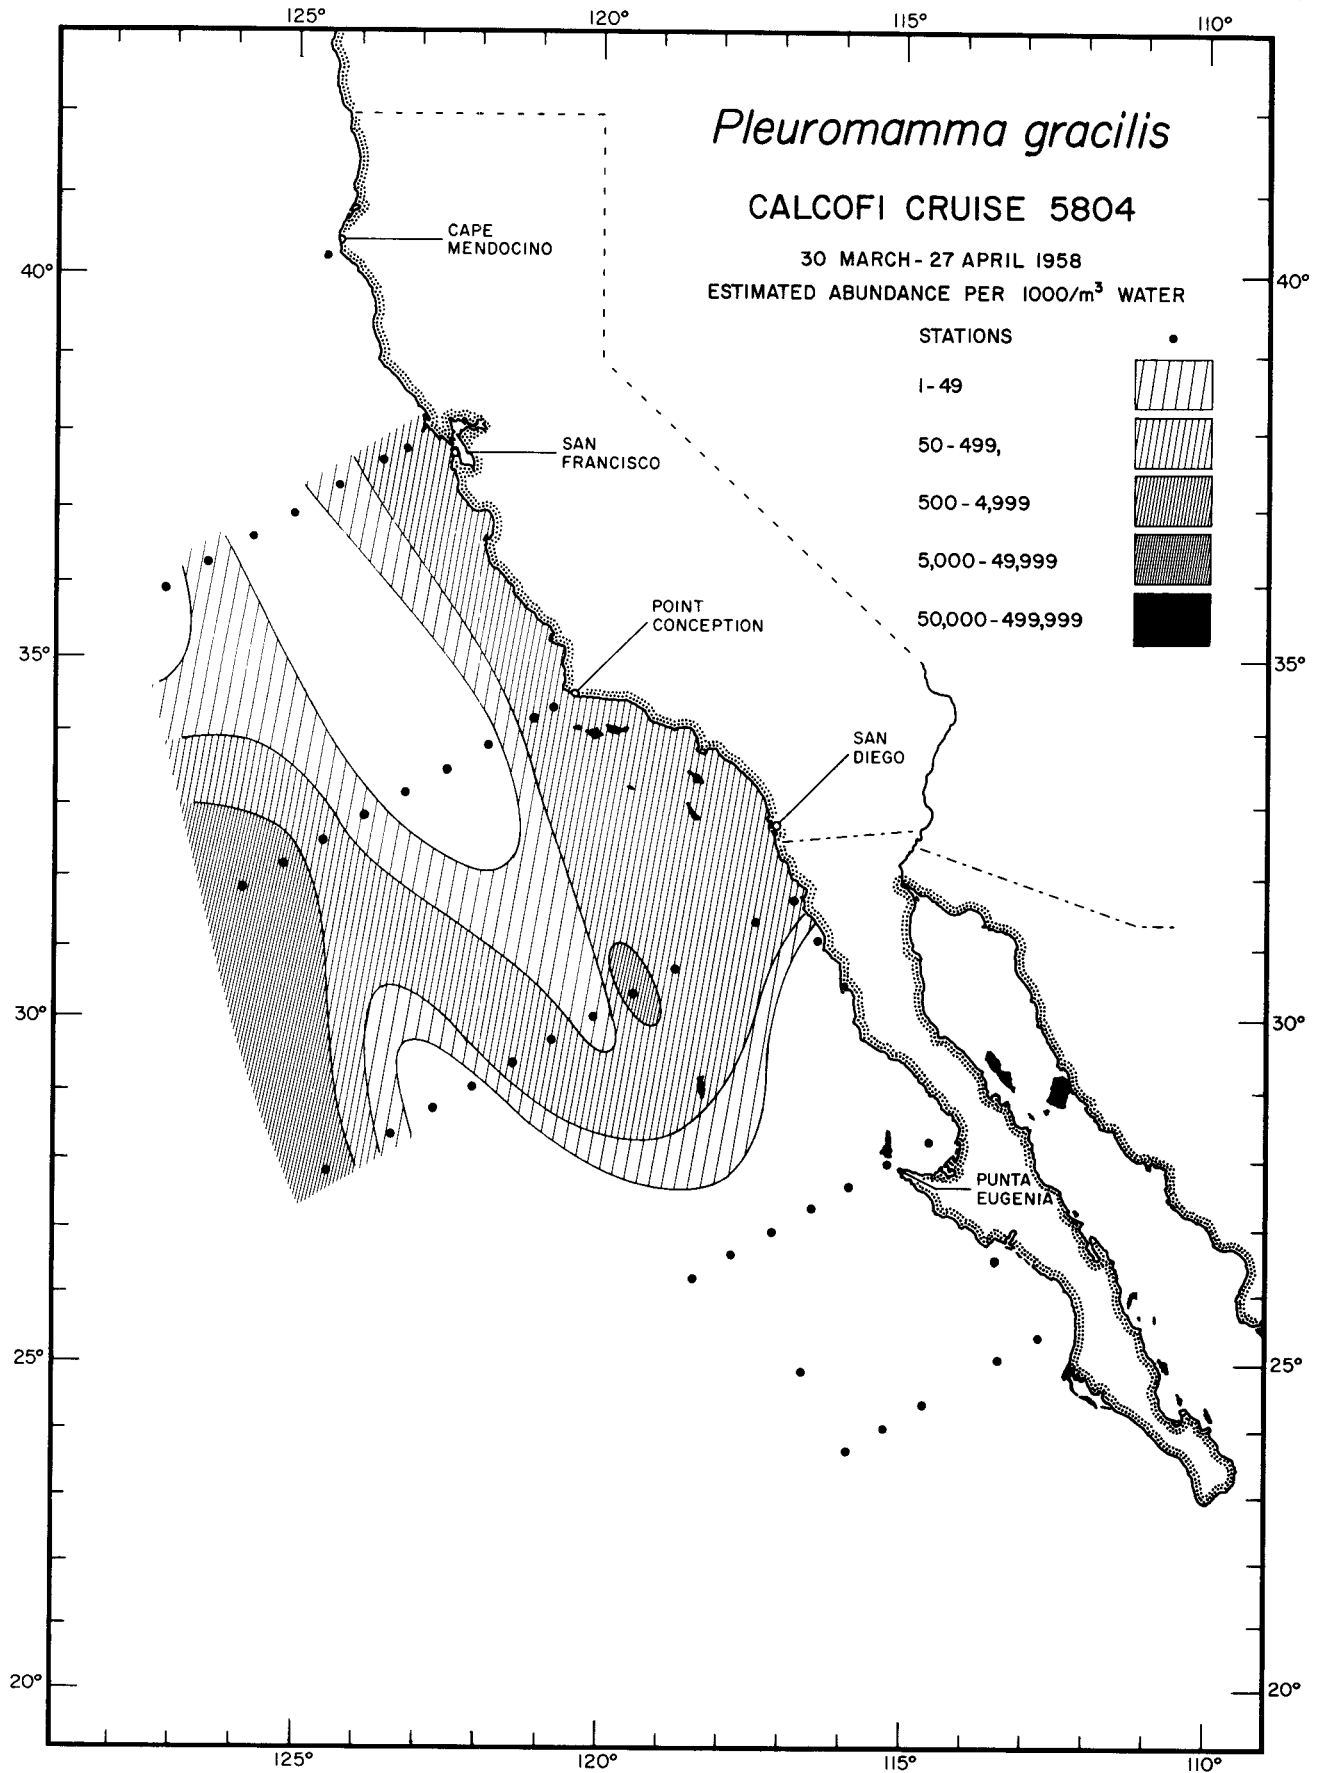 125° 120° 115° 110°
Pleuromamma gracilis
CALCOFI CRUISE 5804
30 MARCH - 27 APRIL 1958
ESTIMATED ABUNDANCE PER 1000/m³ WATER
STATIONS
1-49
50-499,
500-4,999
5,000-49,999
50,000-499,999
CAPE
MENDOCINO
40° 40°
SAN
FRANCISCO
POINT
CONCEPTION
35° 35°
SAN
DIEGO
30° 30°
PUNTA
EUGENIA
25° 25°
20° 20°
125° 120° 115° 110°